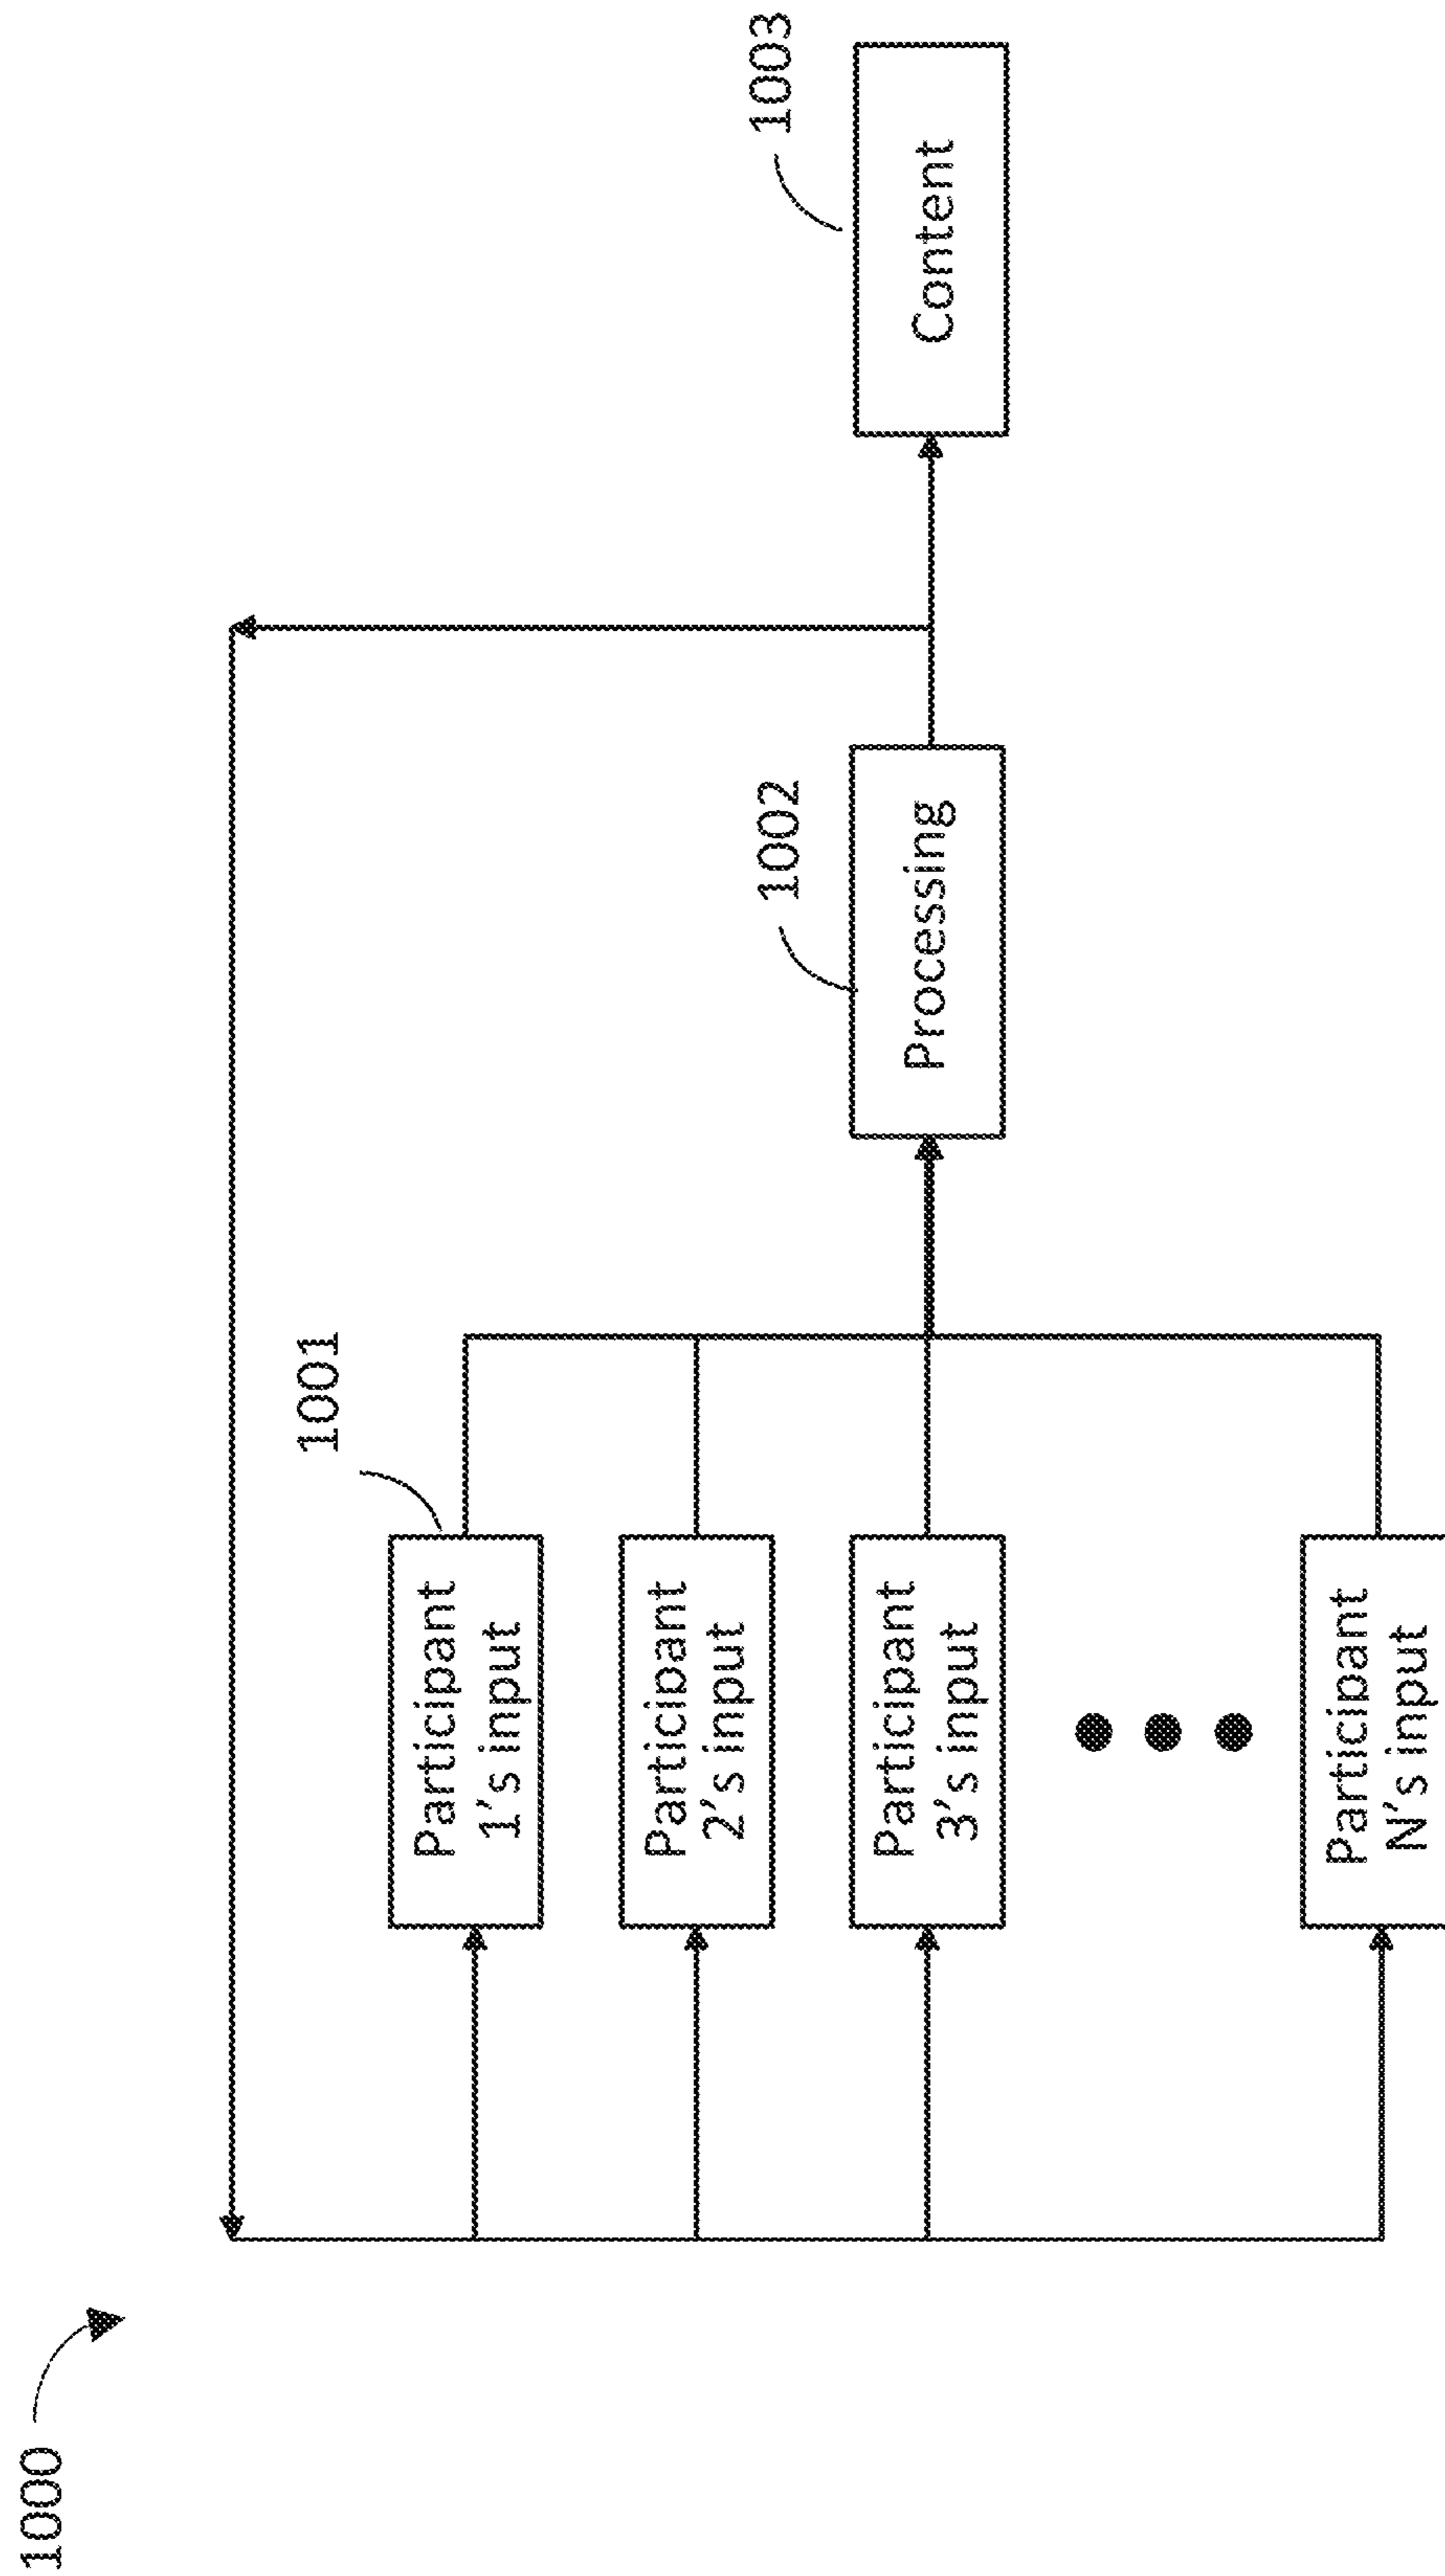 1000
1001
Participant
1's input
Participant
2's input
Participant
3's input
Participant
N's input
1002
Processing
1003
Content